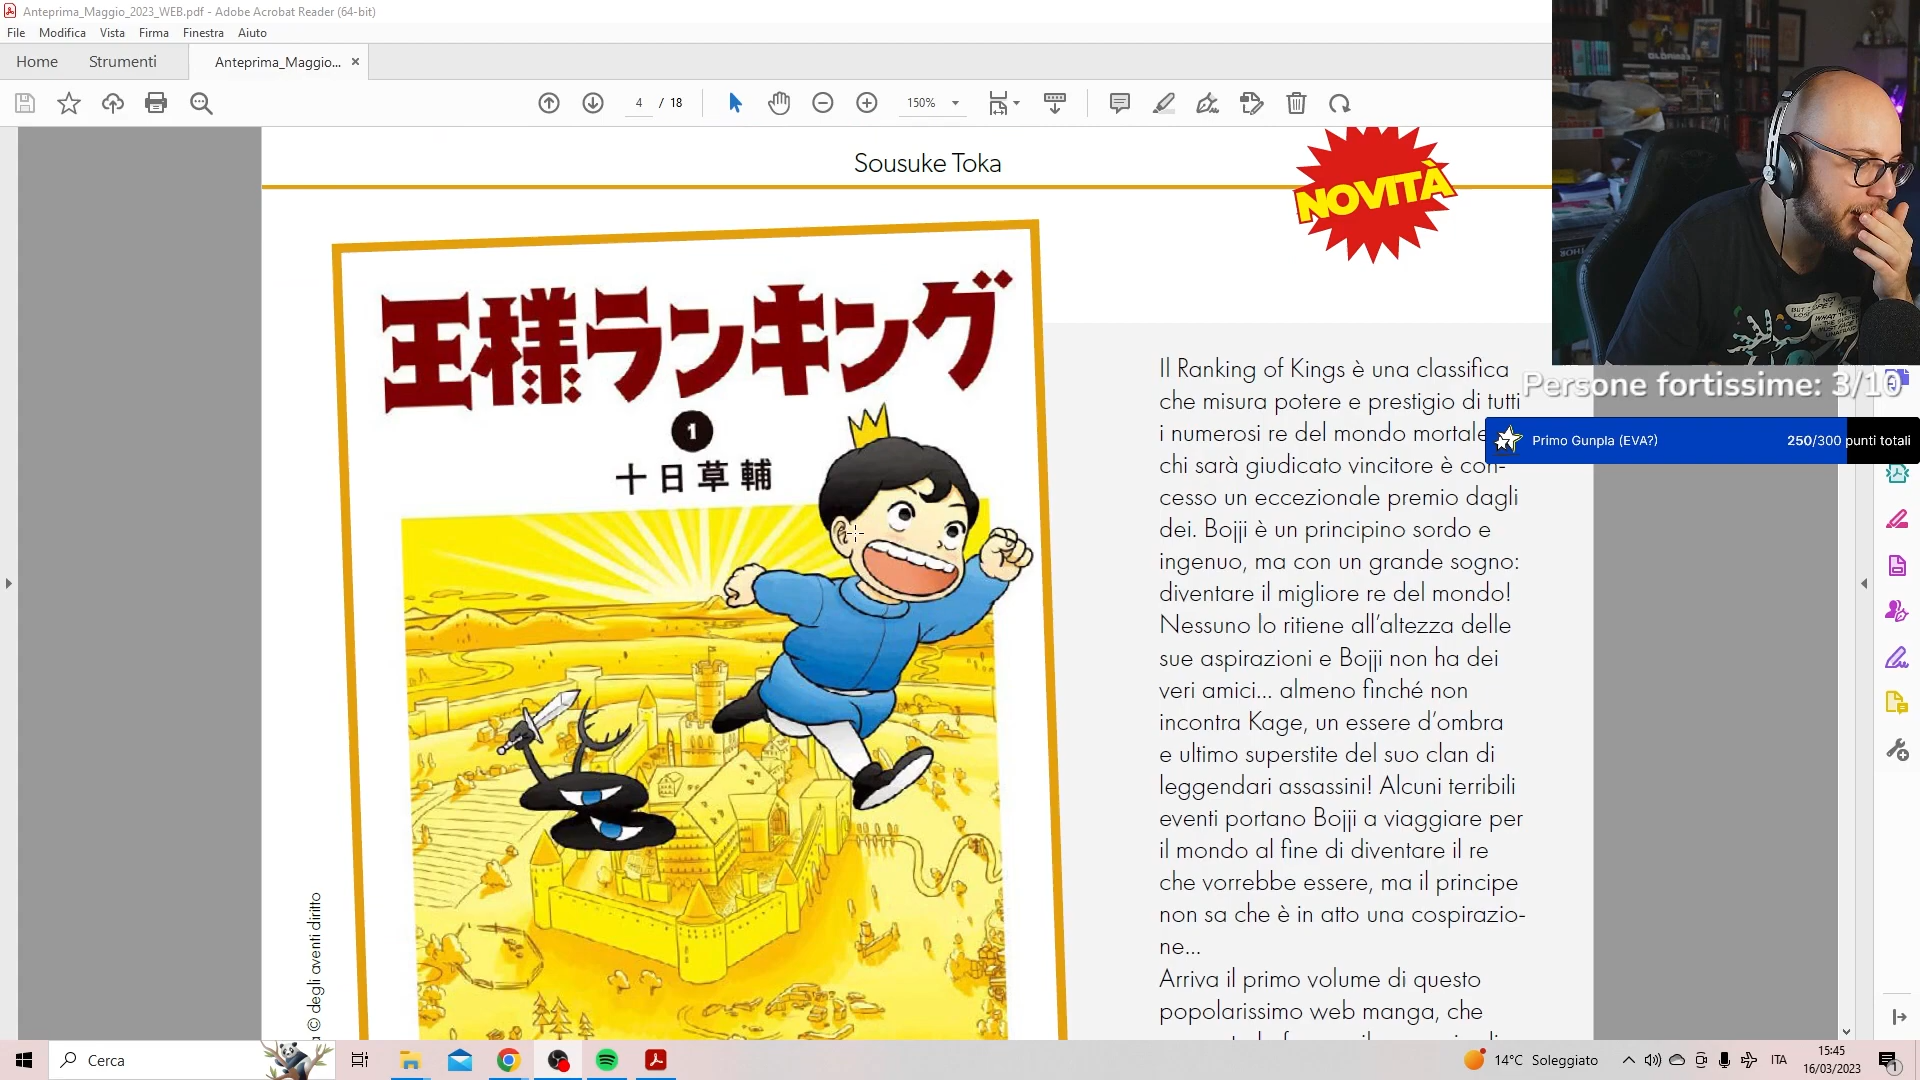 Anteprima_Maggio_2023_WEB.pdf - Adobe Acrobat Reader (64-bit)
File Modifica Vista Firma Finestra Aiuto
Home Strumenti Anteprima_Maggio... ×
4 / 18 150%
Sousuke Toka
NOVITÀ
王様ランキング
1
十日草輔
© degli aventi diritto
Il Ranking of Kings è una classifica
che misura potere e prestigio di tutti
i numerosi re del mondo mortale
chi sarà giudicato vincitore è con-
cesso un eccezionale premio dagli
dei. Bojji è un principino sordo e
ingenuo, ma con un grande sogno:
diventare il migliore re del mondo!
Nessuno lo ritiene all’altezza delle
sue aspirazioni e Bojji non ha dei
veri amici... almeno finché non
incontra Kage, un essere d’ombra
e ultimo superstite del suo clan di
leggendari assassini! Alcuni terribili
eventi portano Bojji a viaggiare per
il mondo al fine di diventare il re
che vorrebbe essere, ma il principe
non sa che è in atto una cospirazio-
ne...
Arriva il primo volume di questo
popolarissimo web manga, che
Persone fortissime: 3/10
Primo Gunpla (EVA?) 250/300 punti totali
Cerca
14°C Soleggiato
ITA
15:45
16/03/2023
1